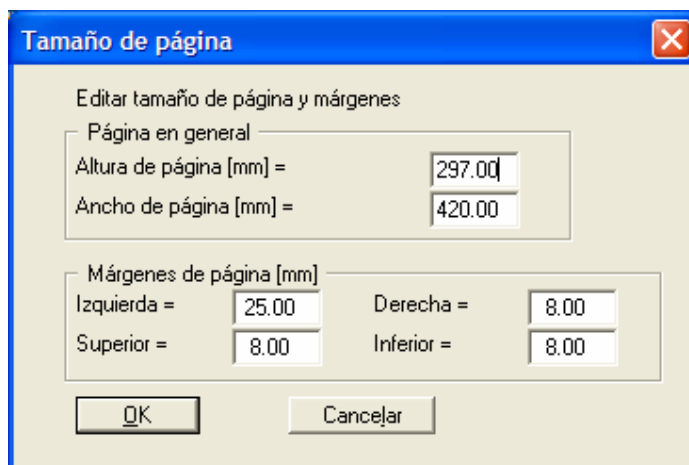 Tamaño de página
Editar tamaño de página y márgenes
Página en general
Altura de página [mm] = 297.00
Ancho de página [mm] = 420.00
Márgenes de página [mm]
Izquierda = 25.00 Derecha = 8.00
Superior = 8.00 Inferior = 8.00
OK Cancelar